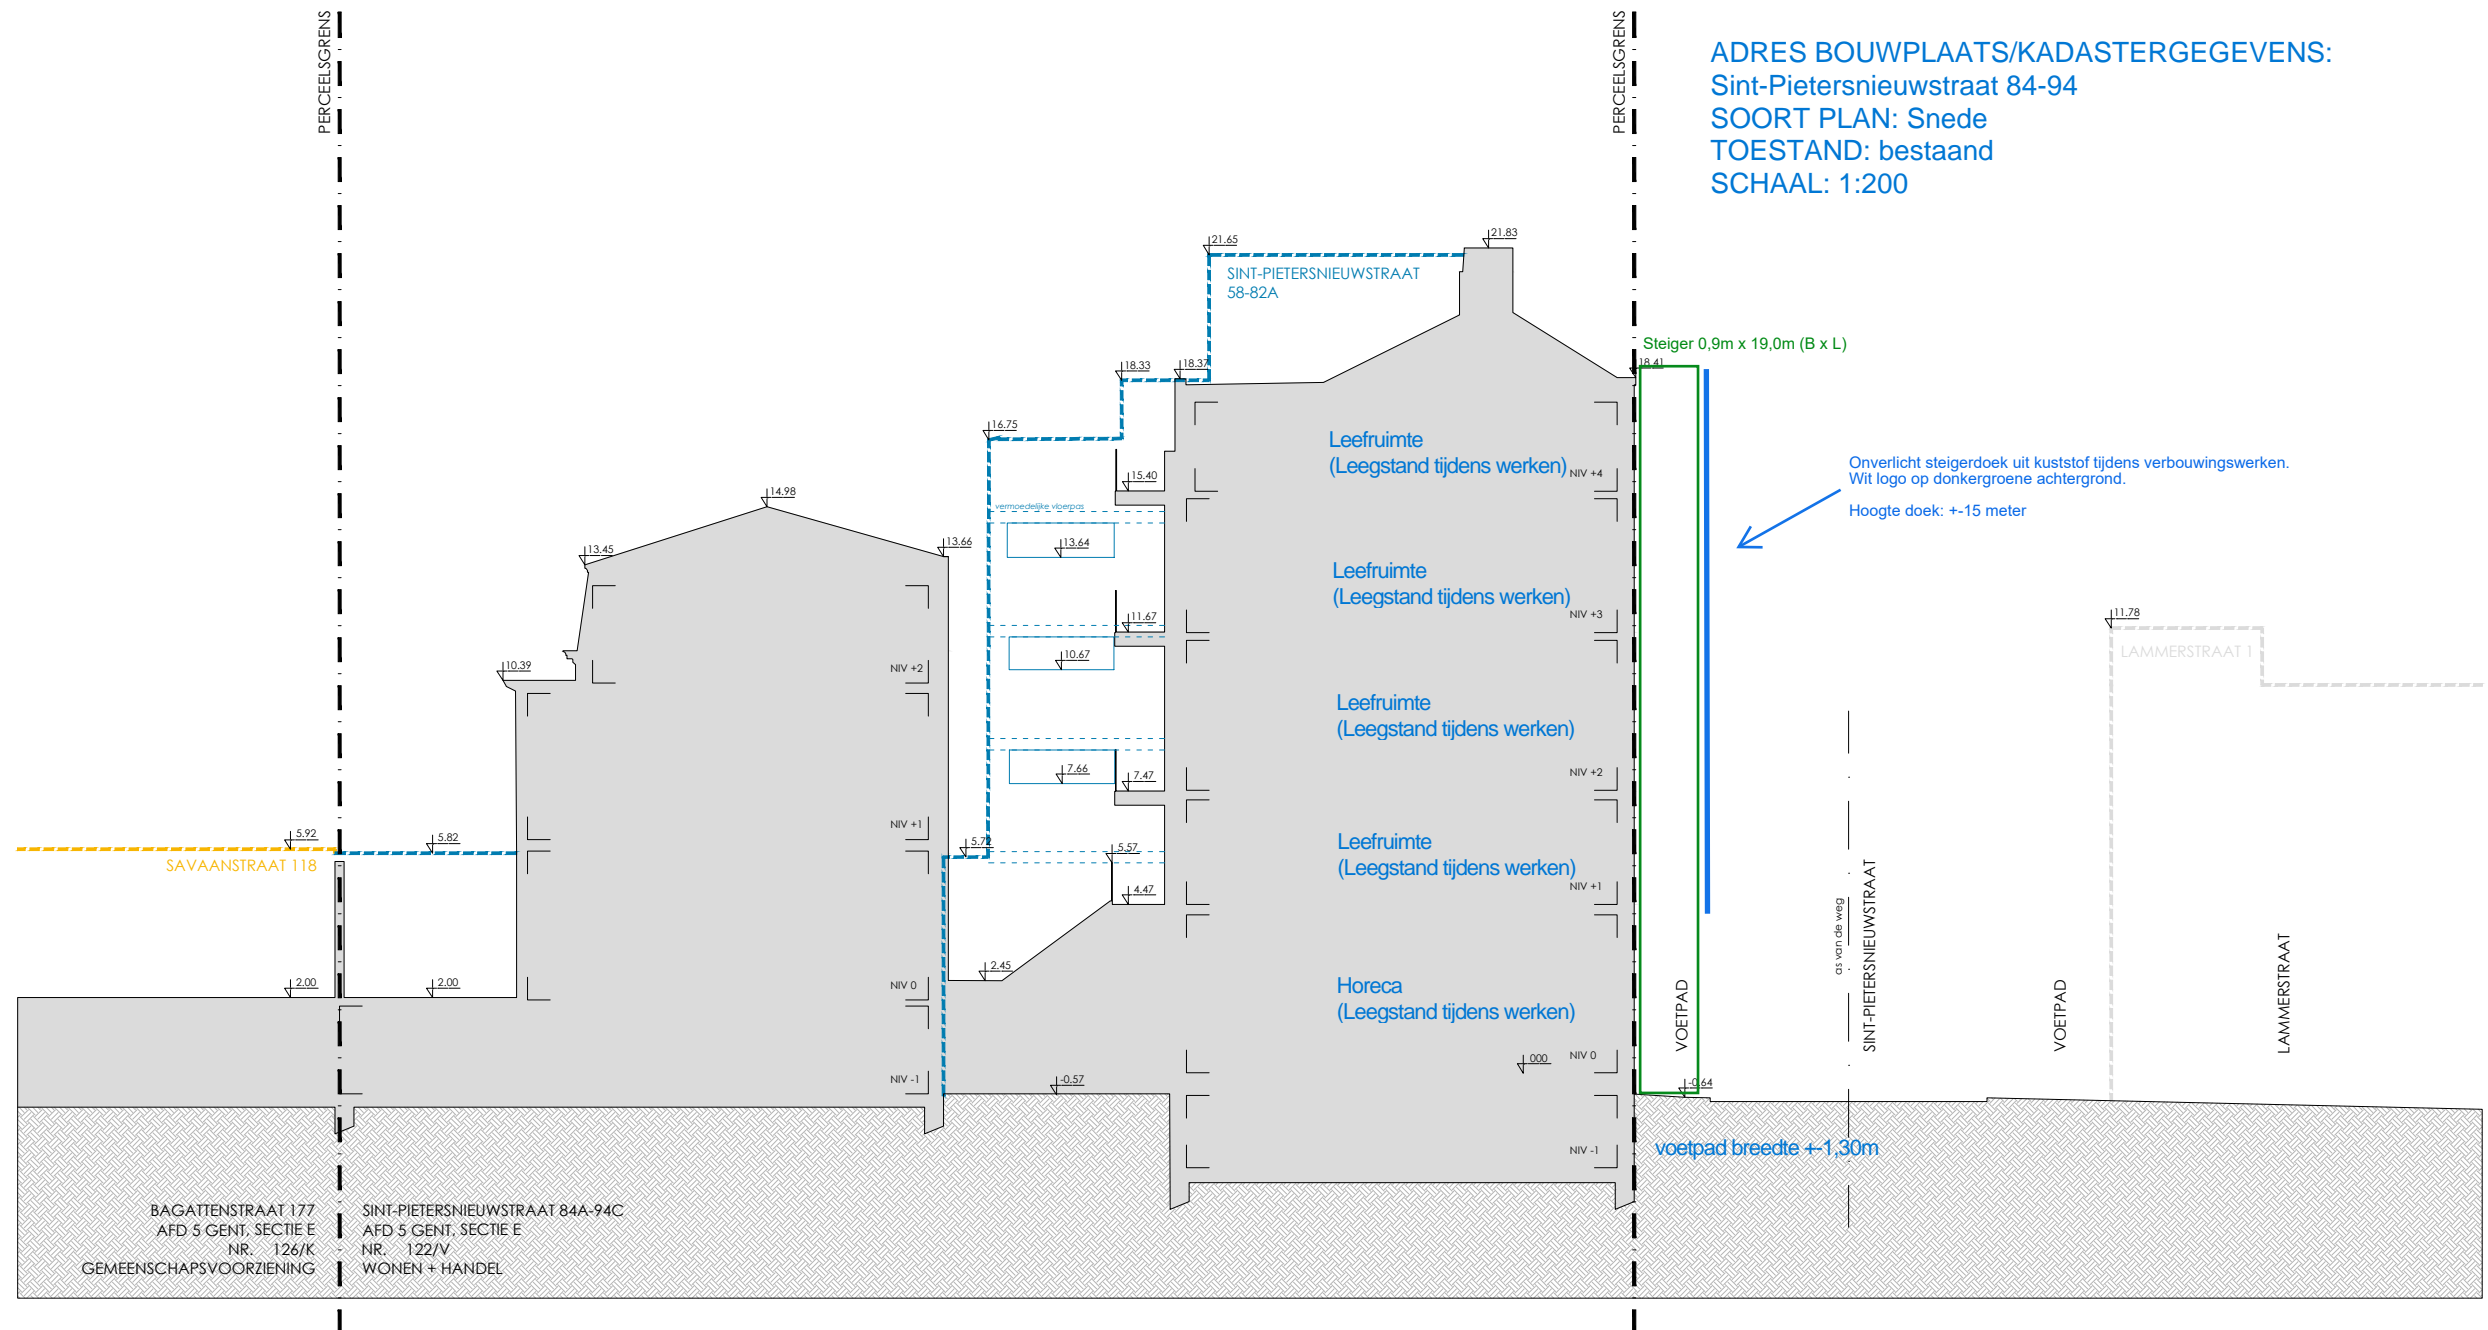 PERCEELSGRENS
PERCEELSGRENS
ADRES BOUWPLAATS/KADASTERGEGEVENS:
Sint-Pietersnieuwstraat 84-94
SOORT PLAN: Snede
TOESTAND: bestaand
SCHAAL: 1:200
21.65
21.83
SINT-PIETERSNIEUWSTRAAT
58-82A
Steiger 0,9m x 19,0m (B x L)
18.33
18.37
18.41
16.75
Leefruimte
(Leegstand tijdens werken)
NIV +4
15.40
Onverlicht steigerdoek uit kuststof tijdens verbouwingswerken.
Wit logo op donkergroene achtergrond.
Hoogte doek: +-15 meter
14.98
vermoedelijke vloerpas
13.45
13.66
13.64
Leefruimte
(Leegstand tijdens werken)
NIV +3
11.67
11.78
LAMMERSTRAAT 1
10.39
10.67
NIV +2
Leefruimte
(Leegstand tijdens werken)
NIV +2
7.66
7.47
NIV +1
5.92
5.82
5.72
5.57
SAVAANSTRAAT 118
Leefruimte
(Leegstand tijdens werken)
NIV +1
4.47
2.45
2.00
2.00
NIV 0
Horeca
(Leegstand tijdens werken)
VOETPAD
as van de weg
SINT-PIETERSNIEUWSTRAAT
VOETPAD
LAMMERSTRAAT
000
NIV 0
NIV -1
-0.57
-0.64
NIV -1
voetpad breedte +-1,30m
BAGATTENSTRAAT 177
AFD 5 GENT, SECTIE E
NR. 126/K
GEMEENSCHAPSVOORZIENING
SINT-PIETERSNIEUWSTRAAT 84A-94C
AFD 5 GENT, SECTIE E
NR. 122/V
WONEN + HANDEL